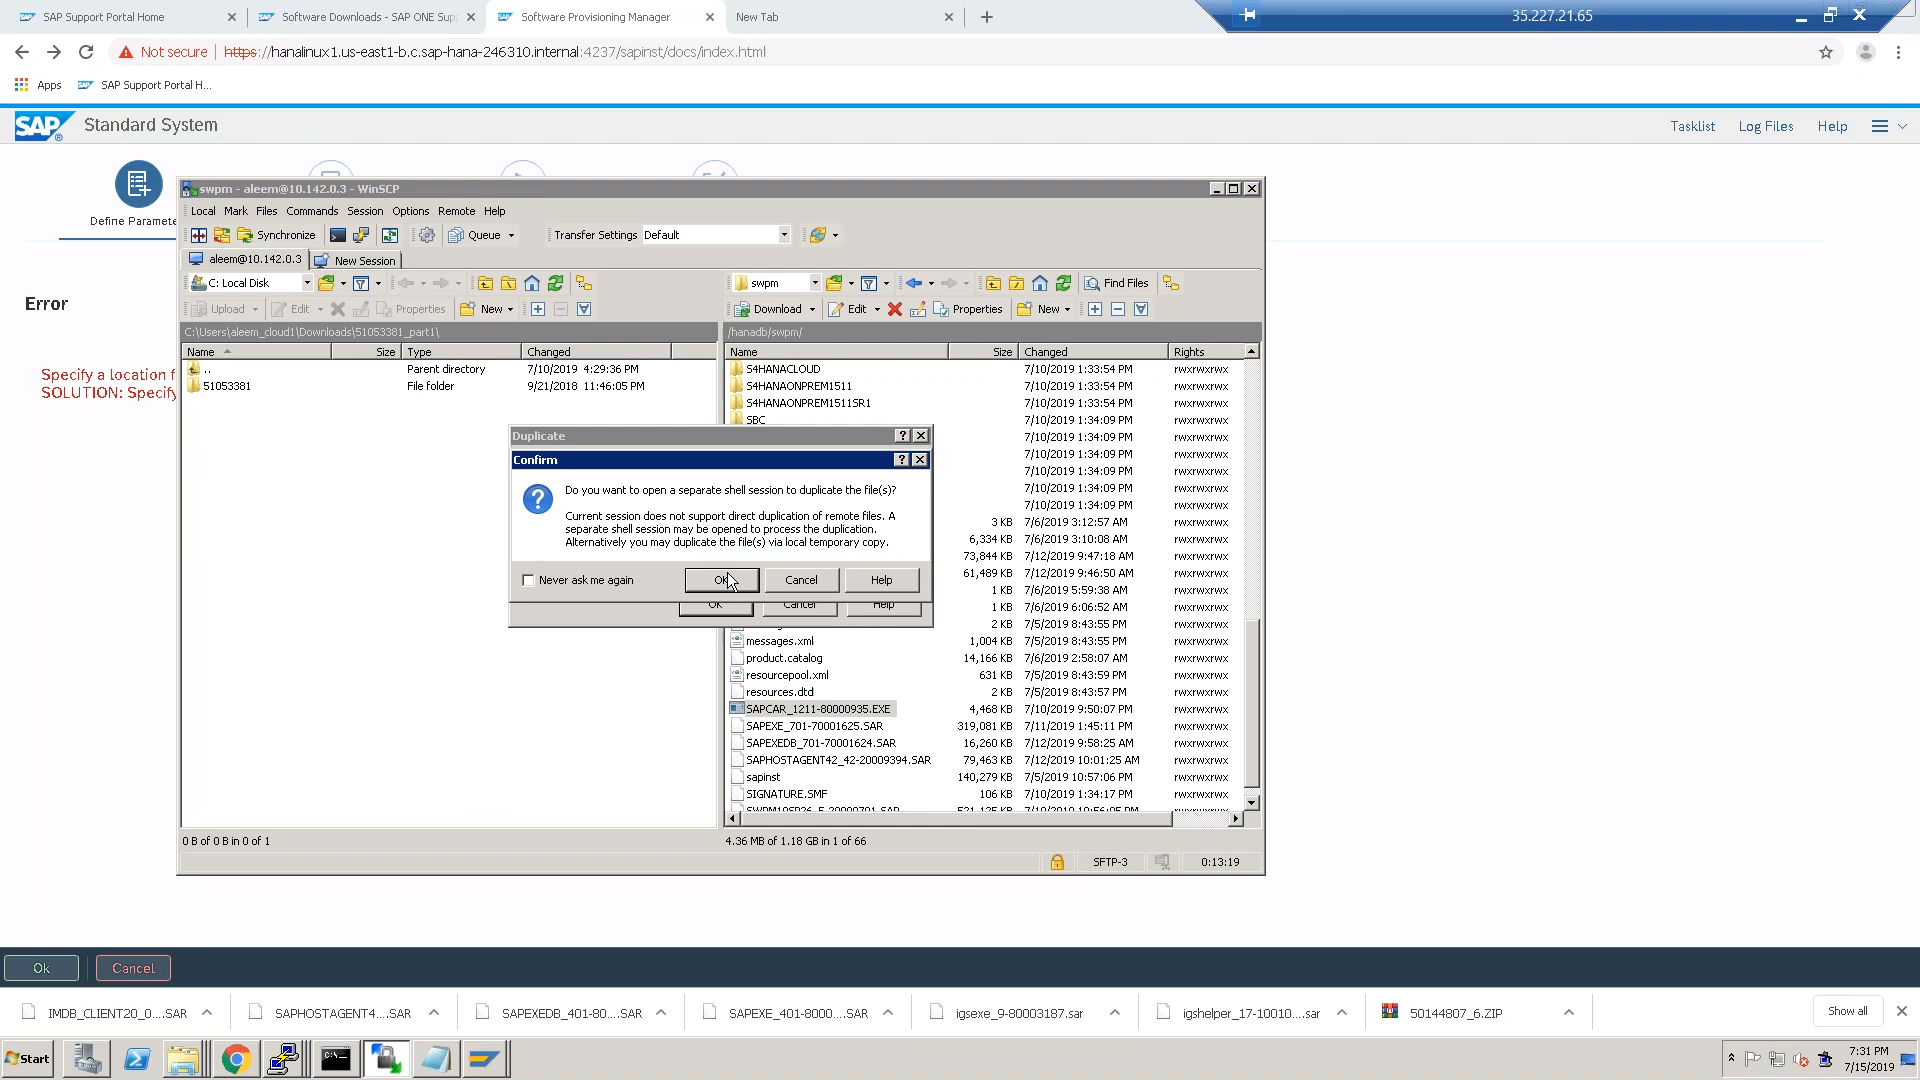 SAP Support Portal Home
Software Downloads - SAP ONE Sup
Software Provisioning Manager
New Tab
35.227.21.65
Not secure
https://hanalinux1.us-east1-b.c.sap-hana-246310.internal:4237/sapinst/docs/index.html
Apps
SAP Support Portal H...
SAP
Standard System
Tasklist
Log Files
Help
Define Paramete
Error
Specify a location f
SOLUTION: Specify
swpm - aleem@10.142.0.3 - WinSCP
Local Mark Files Commands Session Options Remote Help
Synchronize
Queue
Transfer Settings Default
aleem@10.142.0.3
New Session
C: Local Disk
Upload Edit Properties New
C:\Users\aleem_cloud1\Downloads\51053381_part1\
Name Size Type Changed
.. Parent directory 7/10/2019 4:29:36 PM
51053381 File folder 9/21/2018 11:46:05 PM
swpm
Find Files
Download Edit Properties New
/hanadb/swpm/
Name Size Changed Rights
S4HANACLOUD 7/10/2019 1:33:54 PM rwxrwxrwx
S4HANAONPREM1511 7/10/2019 1:33:54 PM rwxrwxrwx
S4HANAONPREM1511SR1 7/10/2019 1:33:54 PM rwxrwxrwx
SBC 7/10/2019 1:34:09 PM rwxrwxrwx
7/10/2019 1:34:09 PM rwxrwxrwx
7/10/2019 1:34:09 PM rwxrwxrwx
7/10/2019 1:34:09 PM rwxrwxrwx
7/10/2019 1:34:09 PM rwxrwxrwx
7/10/2019 1:34:09 PM rwxrwxrwx
3 KB 7/6/2019 3:12:57 AM rwxrwxrwx
6,334 KB 7/6/2019 3:10:08 AM rwxrwxrwx
73,844 KB 7/12/2019 9:47:18 AM rwxrwxrwx
61,489 KB 7/12/2019 9:46:50 AM rwxrwxrwx
1 KB 7/6/2019 5:59:38 AM rwxrwxrwx
1 KB 7/6/2019 6:06:52 AM rwxrwxrwx
2 KB 7/5/2019 8:43:55 PM rwxrwxrwx
messages.xml 1,004 KB 7/5/2019 8:43:55 PM rwxrwxrwx
product.catalog 14,166 KB 7/6/2019 2:58:07 AM rwxrwxrwx
resourcepool.xml 631 KB 7/5/2019 8:43:59 PM rwxrwxrwx
resources.dtd 2 KB 7/5/2019 8:43:57 PM rwxrwxrwx
SAPCAR_1211-80000935.EXE 4,468 KB 7/10/2019 9:50:07 PM rwxrwxrwx
SAPEXE_701-70001625.SAR 319,081 KB 7/11/2019 1:45:11 PM rwxrwxrwx
SAPEXEDB_701-70001624.SAR 16,260 KB 7/12/2019 9:58:25 AM rwxrwxrwx
SAPHOSTAGENT42_42-20009394.SAR 79,463 KB 7/12/2019 10:01:25 AM rwxrwxrwx
sapinst 140,279 KB 7/5/2019 10:57:06 PM rwxrwxrwx
SIGNATURE.SMF 106 KB 7/10/2019 1:34:17 PM rwxrwxrwx
Duplicate
Confirm
Do you want to open a separate shell session to duplicate the file(s)?
Current session does not support direct duplication of remote files. A
separate shell session may be opened to process the duplication.
Alternatively you may duplicate the file(s) via local temporary copy.
Never ask me again
OK
Cancel
Help
OK
Cancel
Help
0 B of 0 B in 0 of 1
4.36 MB of 1.18 GB in 1 of 66
SFTP-3
0:13:19
Ok
Cancel
IMDB_CLIENT20_0....SAR
SAPHOSTAGENT4....SAR
SAPEXEDB_401-80....SAR
SAPEXE_401-8000....SAR
igsexe_9-80003187.sar
igshelper_17-10010....sar
50144807_6.ZIP
Show all
Start
7:31 PM
7/15/2019